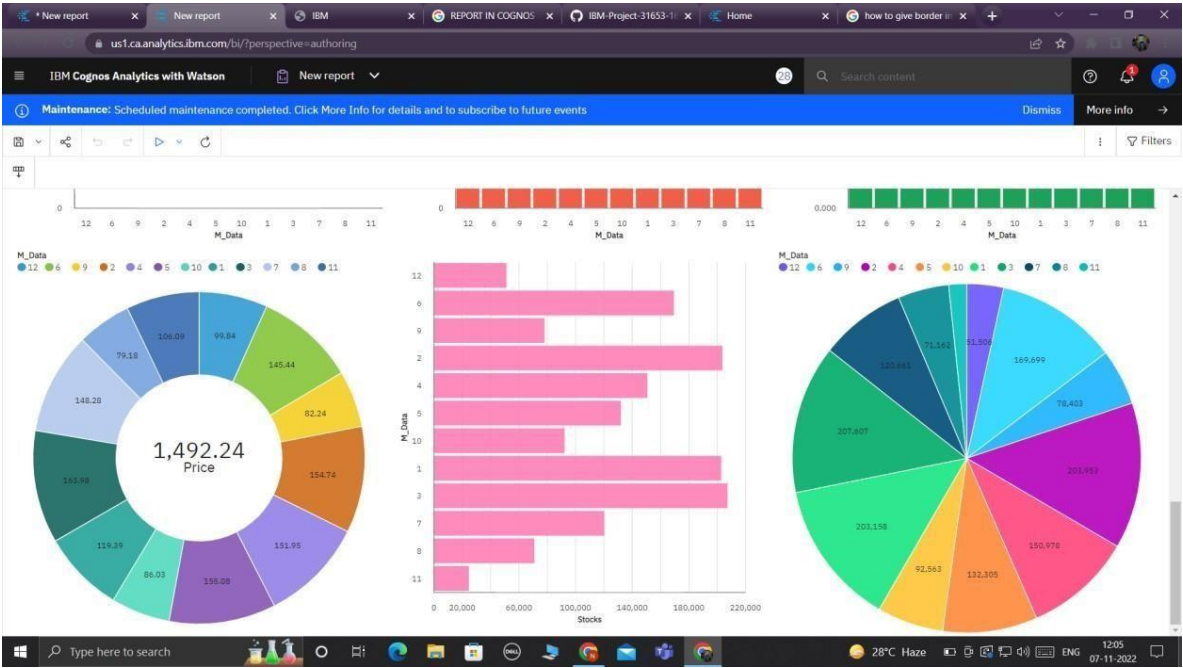 * New report
New report
IBM
REPORT IN COGNOS
IBM-Project-31653-1
Home
how to give border in
us1.ca.analytics.ibm.com/bi/?perspective=authoring
IBM Cognos Analytics with Watson
New report
28
Search content
1
Maintenance: Scheduled maintenance completed. Click More Info for details and to subscribe to future events
Dismiss
More info
Filters
0
12 6 9 2 4 5 10 1 3 7 8 11
M_Data
0
12 6 9 2 4 5 10 1 3 7 8 11
M_Data
0.000
12 6 9 2 4 5 10 1 3 7 8 11
M_Data
M_Data
12 6 9 2 4 5 10 1 3 7 8 11
99.84
145.44
82.24
154.74
151.95
155.08
86.03
119.39
163.98
148.28
79.18
106.09
1,492.24
Price
M_Data
12
6
9
2
4
5
10
1
3
7
8
11
0 20,000 60,000 100,000 140,000 180,000 220,000
Stocks
M_Data
12 6 9 2 4 5 10 1 3 7 8 11
51,506
169,699
78,403
203,953
150,978
132,305
92,563
203,158
207,607
71,162
Type here to search
DELL
28°C Haze
ENG
12:05
07-11-2022